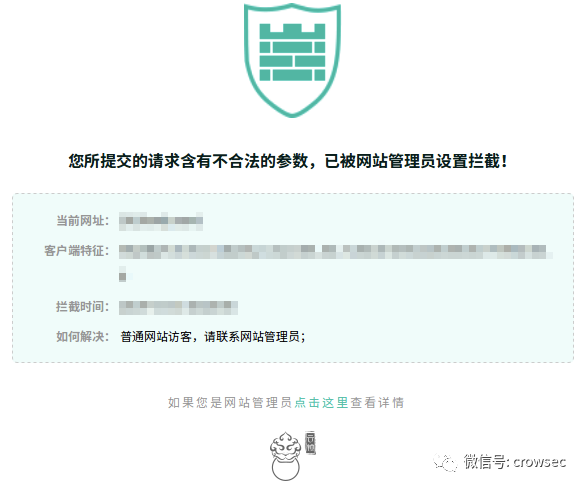 您所提交的请求含有不合法的参数，已被网站管理员设置拦截！
当前网址：
客户端特征：
拦截时间：
如何解决： 普通网站访客，请联系网站管理员；
如果您是网站管理员点击这里查看详情
微信号: crowsec